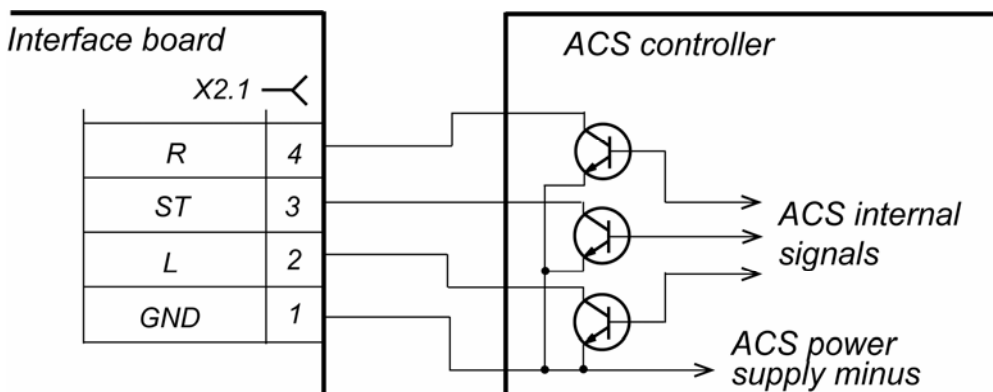 Interface board
ACS controller
X2.1
R 4
ST 3
L 2
GND 1
ACS internal
signals
ACS power
supply minus